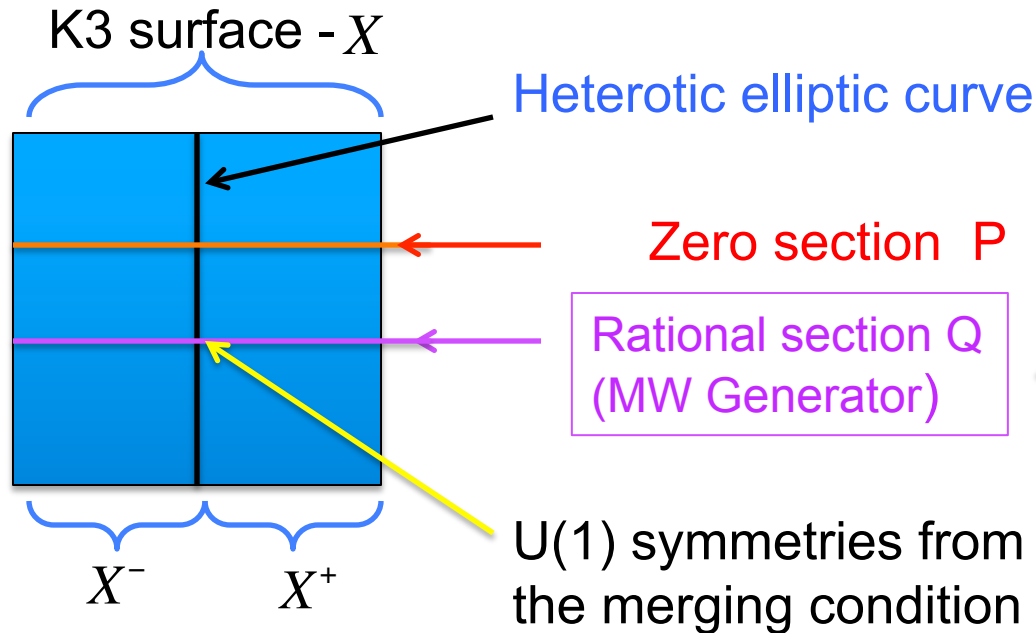 K3 surface - X
Heterotic elliptic curve
Zero section P
Rational section Q
(MW Generator)
U(1) symmetries from
the merging condition
X⁻
X⁺